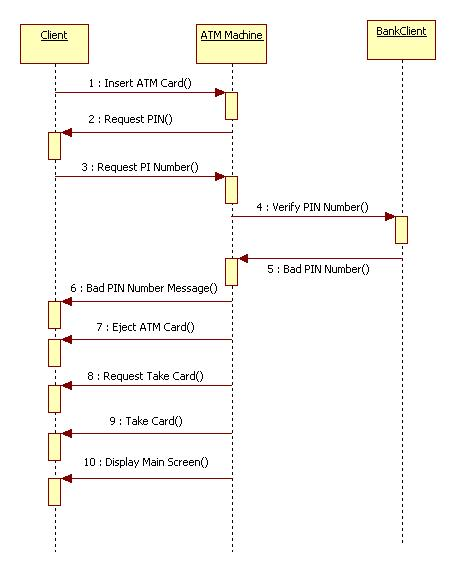 Client
ATM Machine
BankClient
1 : Insert ATM Card()
2 : Request PIN()
3 : Request PI Number()
4 : Verify PIN Number()
5 : Bad PIN Number()
6 : Bad PIN Number Message()
7 : Eject ATM Card()
8 : Request Take Card()
9 : Take Card()
10 : Display Main Screen()